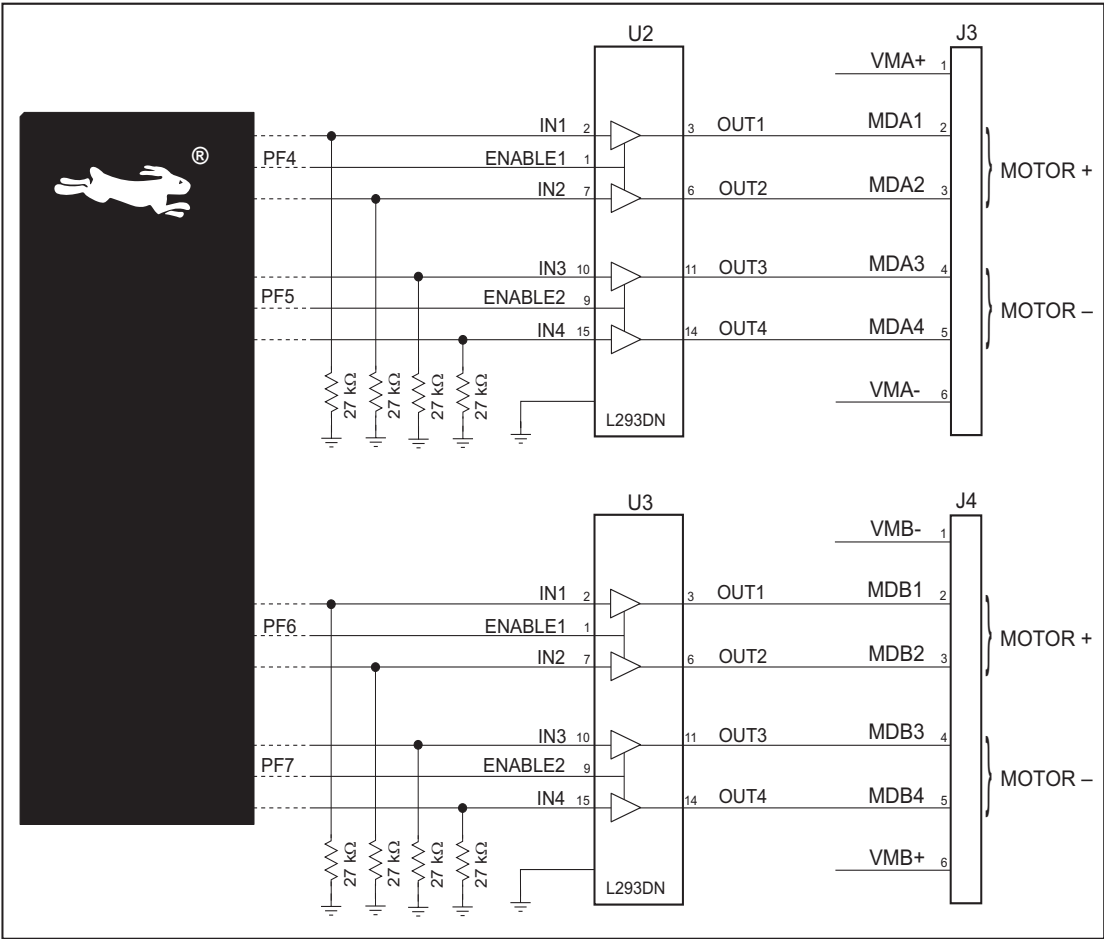 U2
J3
VMA+ 1
IN1 2 3 OUT1 MDA1 2
PF4 ENABLE1 1
IN2 7 6 OUT2 MDA2 3
MOTOR +
IN3 10 11 OUT3 MDA3 4
PF5 ENABLE2 9
IN4 15 14 OUT4 MDA4 5
MOTOR –
VMA- 6
27 kΩ
27 kΩ
27 kΩ
27 kΩ
L293DN
®
U3
J4
VMB- 1
IN1 2 3 OUT1 MDB1 2
PF6 ENABLE1 1
IN2 7 6 OUT2 MDB2 3
MOTOR +
IN3 10 11 OUT3 MDB3 4
PF7 ENABLE2 9
IN4 15 14 OUT4 MDB4 5
MOTOR –
VMB+ 6
27 kΩ
27 kΩ
27 kΩ
27 kΩ
L293DN